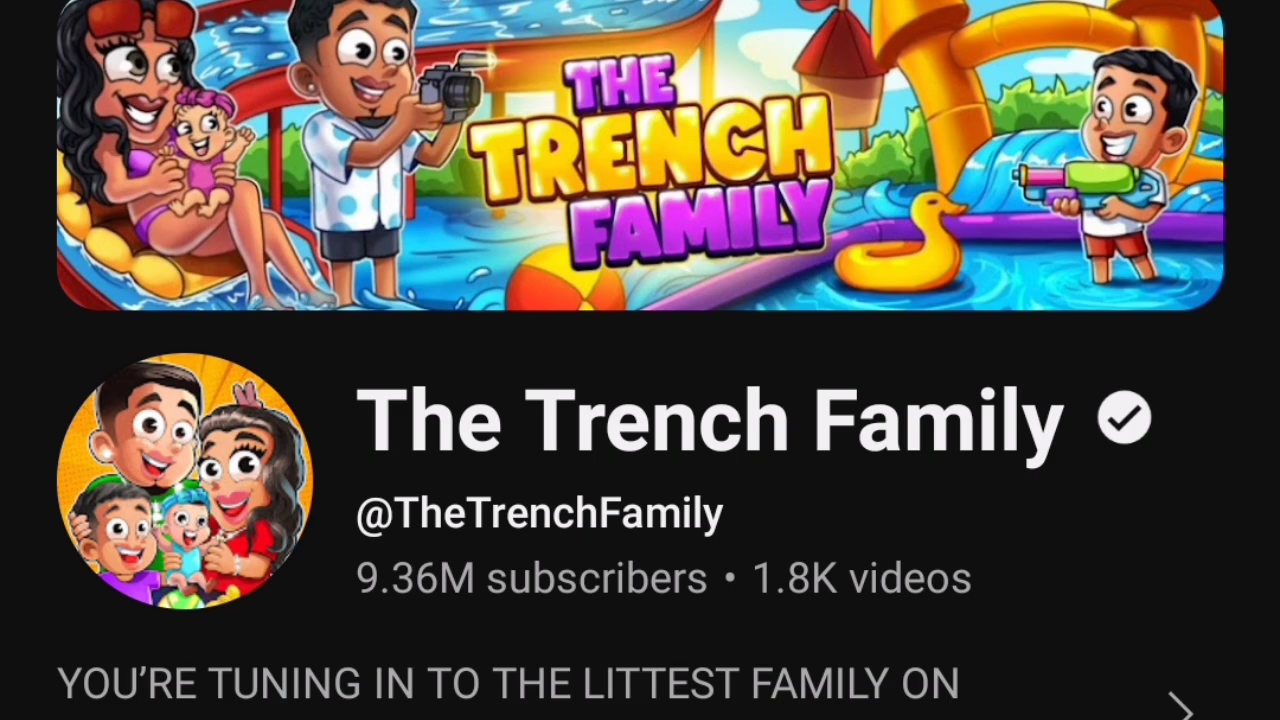 THE
TRENCH
FAMILY
The Trench Family
@TheTrenchFamily
9.36M subscribers • 1.8K videos
YOU’RE TUNING IN TO THE LITTEST FAMILY ON